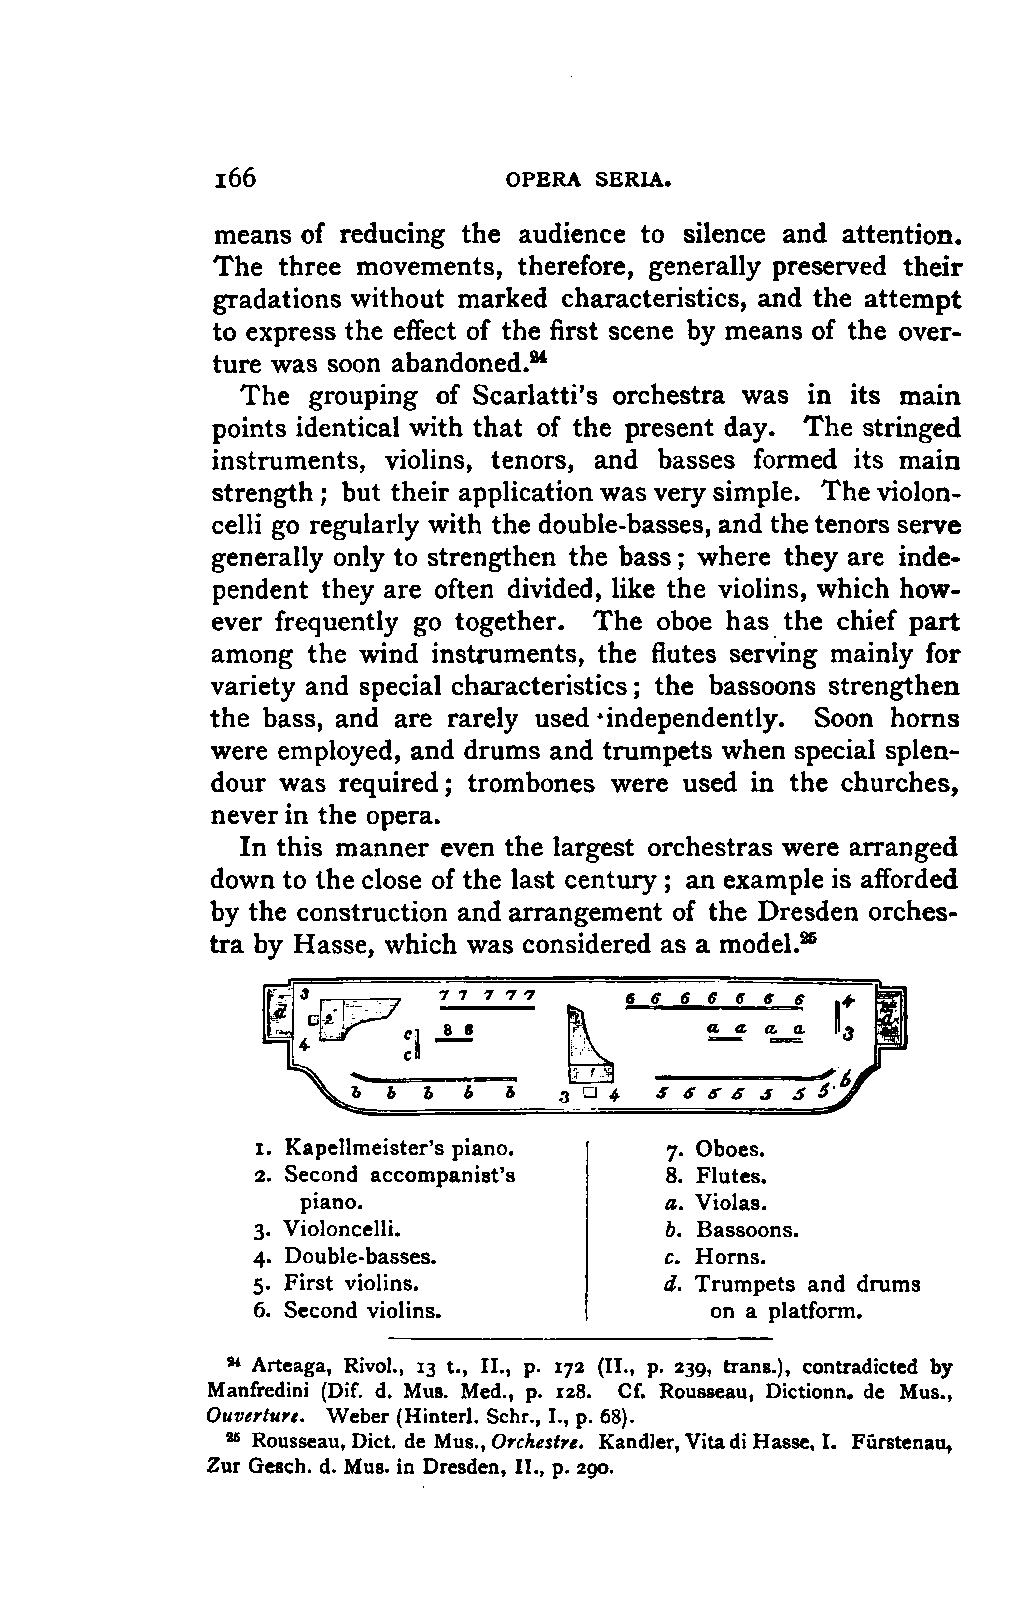 166 OPERA SERIA.
means of reducing the audience to silence and attention.
The three movements, therefore, generally preserved their
gradations without marked characteristics, and the attempt
to express the effect of the first scene by means of the over-
ture was soon abandoned.²⁴
The grouping of Scarlatti's orchestra was in its main
points identical with that of the present day. The stringed
instruments, violins, tenors, and basses formed its main
strength; but their application was very simple. The violon-
celli go regularly with the double-basses, and the tenors serve
generally only to strengthen the bass; where they are inde-
pendent they are often divided, like the violins, which how-
ever frequently go together. The oboe has the chief part
among the wind instruments, the flutes serving mainly for
variety and special characteristics; the bassoons strengthen
the bass, and are rarely used independently. Soon horns
were employed, and drums and trumpets when special splen-
dour was required; trombones were used in the churches,
never in the opera.
In this manner even the largest orchestras were arranged
down to the close of the last century; an example is afforded
by the construction and arrangement of the Dresden orches-
tra by Hasse, which was considered as a model.²⁵
3 7 7 7 7 7 6 6 6 6 6 6 6 4
d 2 c 8 8 a a a a 3 d
4 c 1
b b b b b 3 4 5 5 5 5 5 5 5 b
1. Kapellmeister's piano.
2. Second accompanist's
piano.
3. Violoncelli.
4. Double-basses.
5. First violins.
6. Second violins.
7. Oboes.
8. Flutes.
a. Violas.
b. Bassoons.
c. Horns.
d. Trumpets and drums
on a platform.
²⁴ Arteaga, Rivol., 13 t., II., p. 172 (II., p. 239, trans.), contradicted by
Manfredini (Dif. d. Mus. Med., p. 128. Cf. Rousseau, Dictionn. de Mus.,
Ouverture. Weber (Hinterl. Schr., I., p. 68).
²⁵ Rousseau, Dict. de Mus., Orchestre. Kandler, Vita di Hasse, I. Fürstenau,
Zur Gesch. d. Mus. in Dresden, II., p. 290.